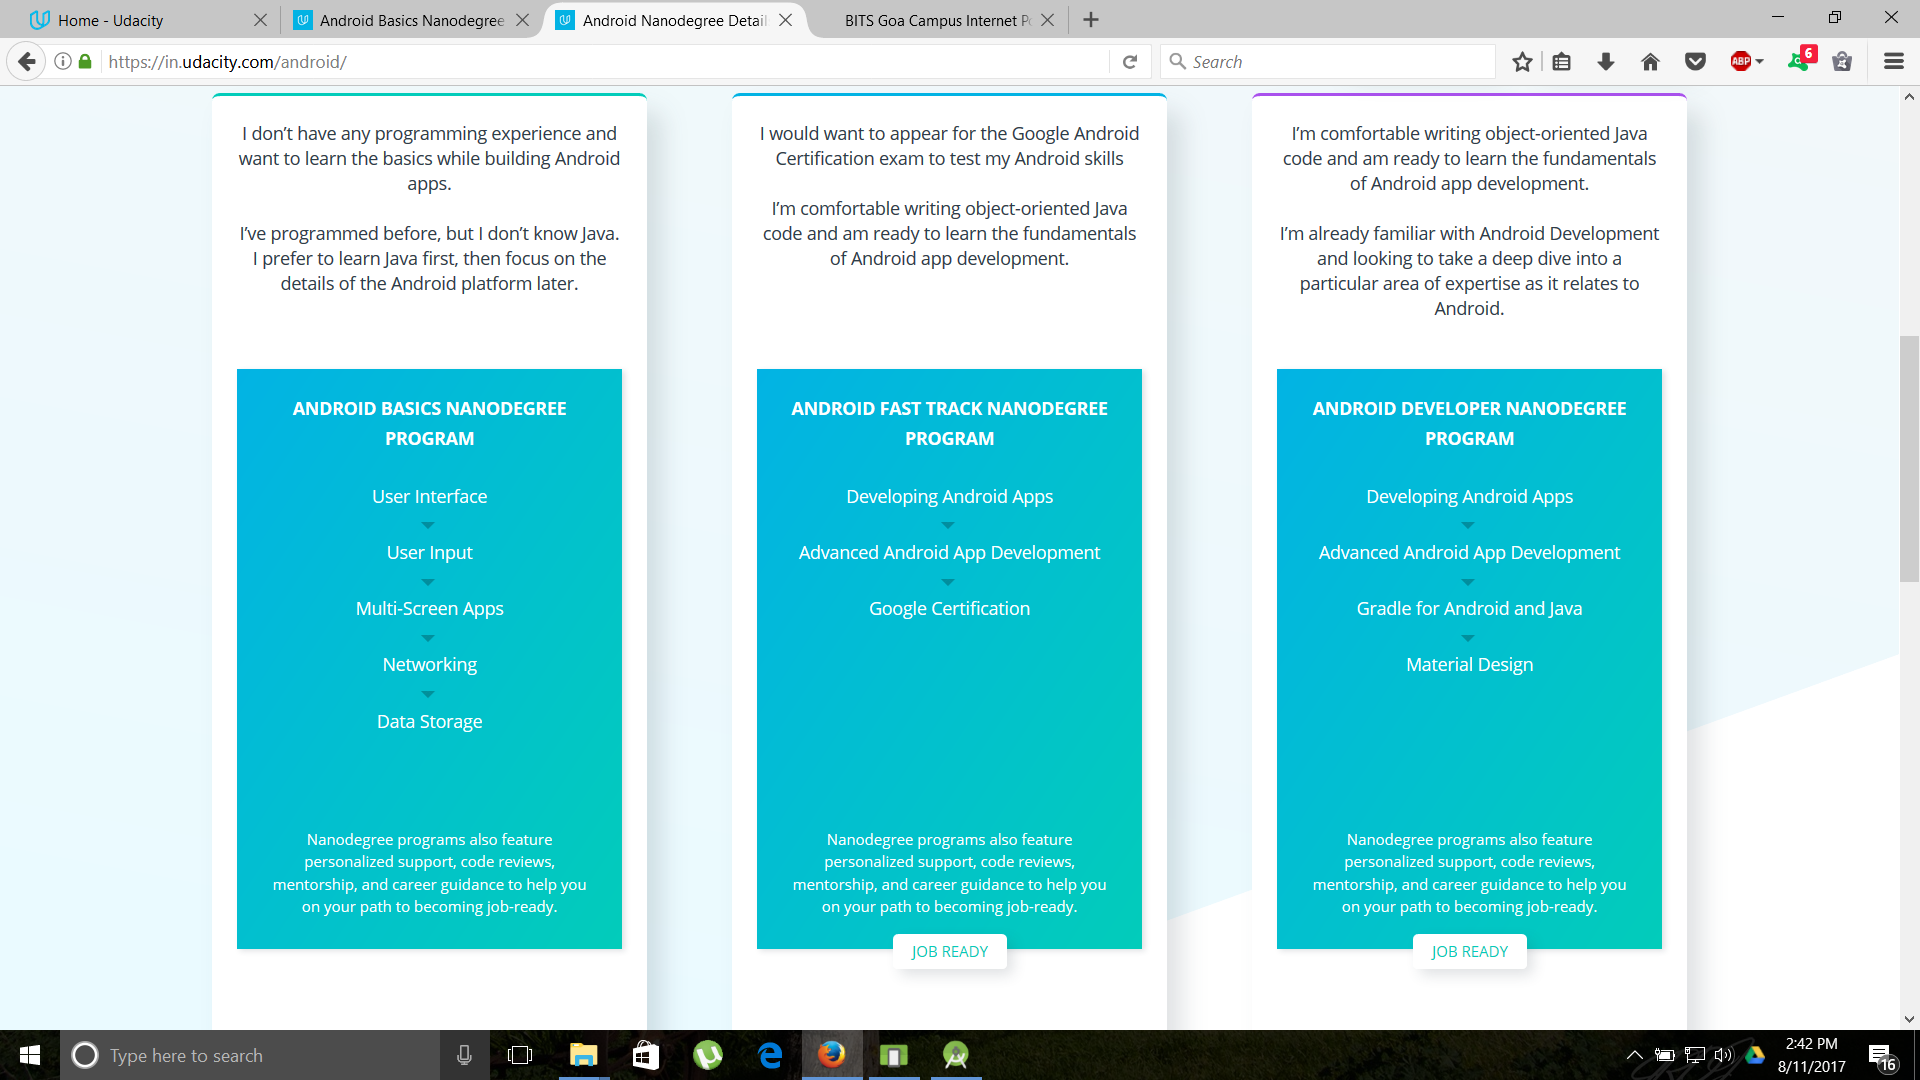 Home - Udacity
Android Basics Nanodegree
Android Nanodegree Detail
BITS Goa Campus Internet Po
https://in.udacity.com/android/
Search
ABP
6
I don’t have any programming experience and
want to learn the basics while building Android
apps.
I’ve programmed before, but I don’t know Java.
I prefer to learn Java first, then focus on the
details of the Android platform later.
ANDROID BASICS NANODEGREE
PROGRAM
User Interface
User Input
Multi-Screen Apps
Networking
Data Storage
Nanodegree programs also feature
personalized support, code reviews,
mentorship, and career guidance to help you
on your path to becoming job-ready.
I would want to appear for the Google Android
Certification exam to test my Android skills
I’m comfortable writing object-oriented Java
code and am ready to learn the fundamentals
of Android app development.
ANDROID FAST TRACK NANODEGREE
PROGRAM
Developing Android Apps
Advanced Android App Development
Google Certification
Nanodegree programs also feature
personalized support, code reviews,
mentorship, and career guidance to help you
on your path to becoming job-ready.
JOB READY
I’m comfortable writing object-oriented Java
code and am ready to learn the fundamentals
of Android app development.
I’m already familiar with Android Development
and looking to take a deep dive into a
particular area of expertise as it relates to
Android.
ANDROID DEVELOPER NANODEGREE
PROGRAM
Developing Android Apps
Advanced Android App Development
Gradle for Android and Java
Material Design
Nanodegree programs also feature
personalized support, code reviews,
mentorship, and career guidance to help you
on your path to becoming job-ready.
JOB READY
Type here to search
2:42 PM
8/11/2017
16